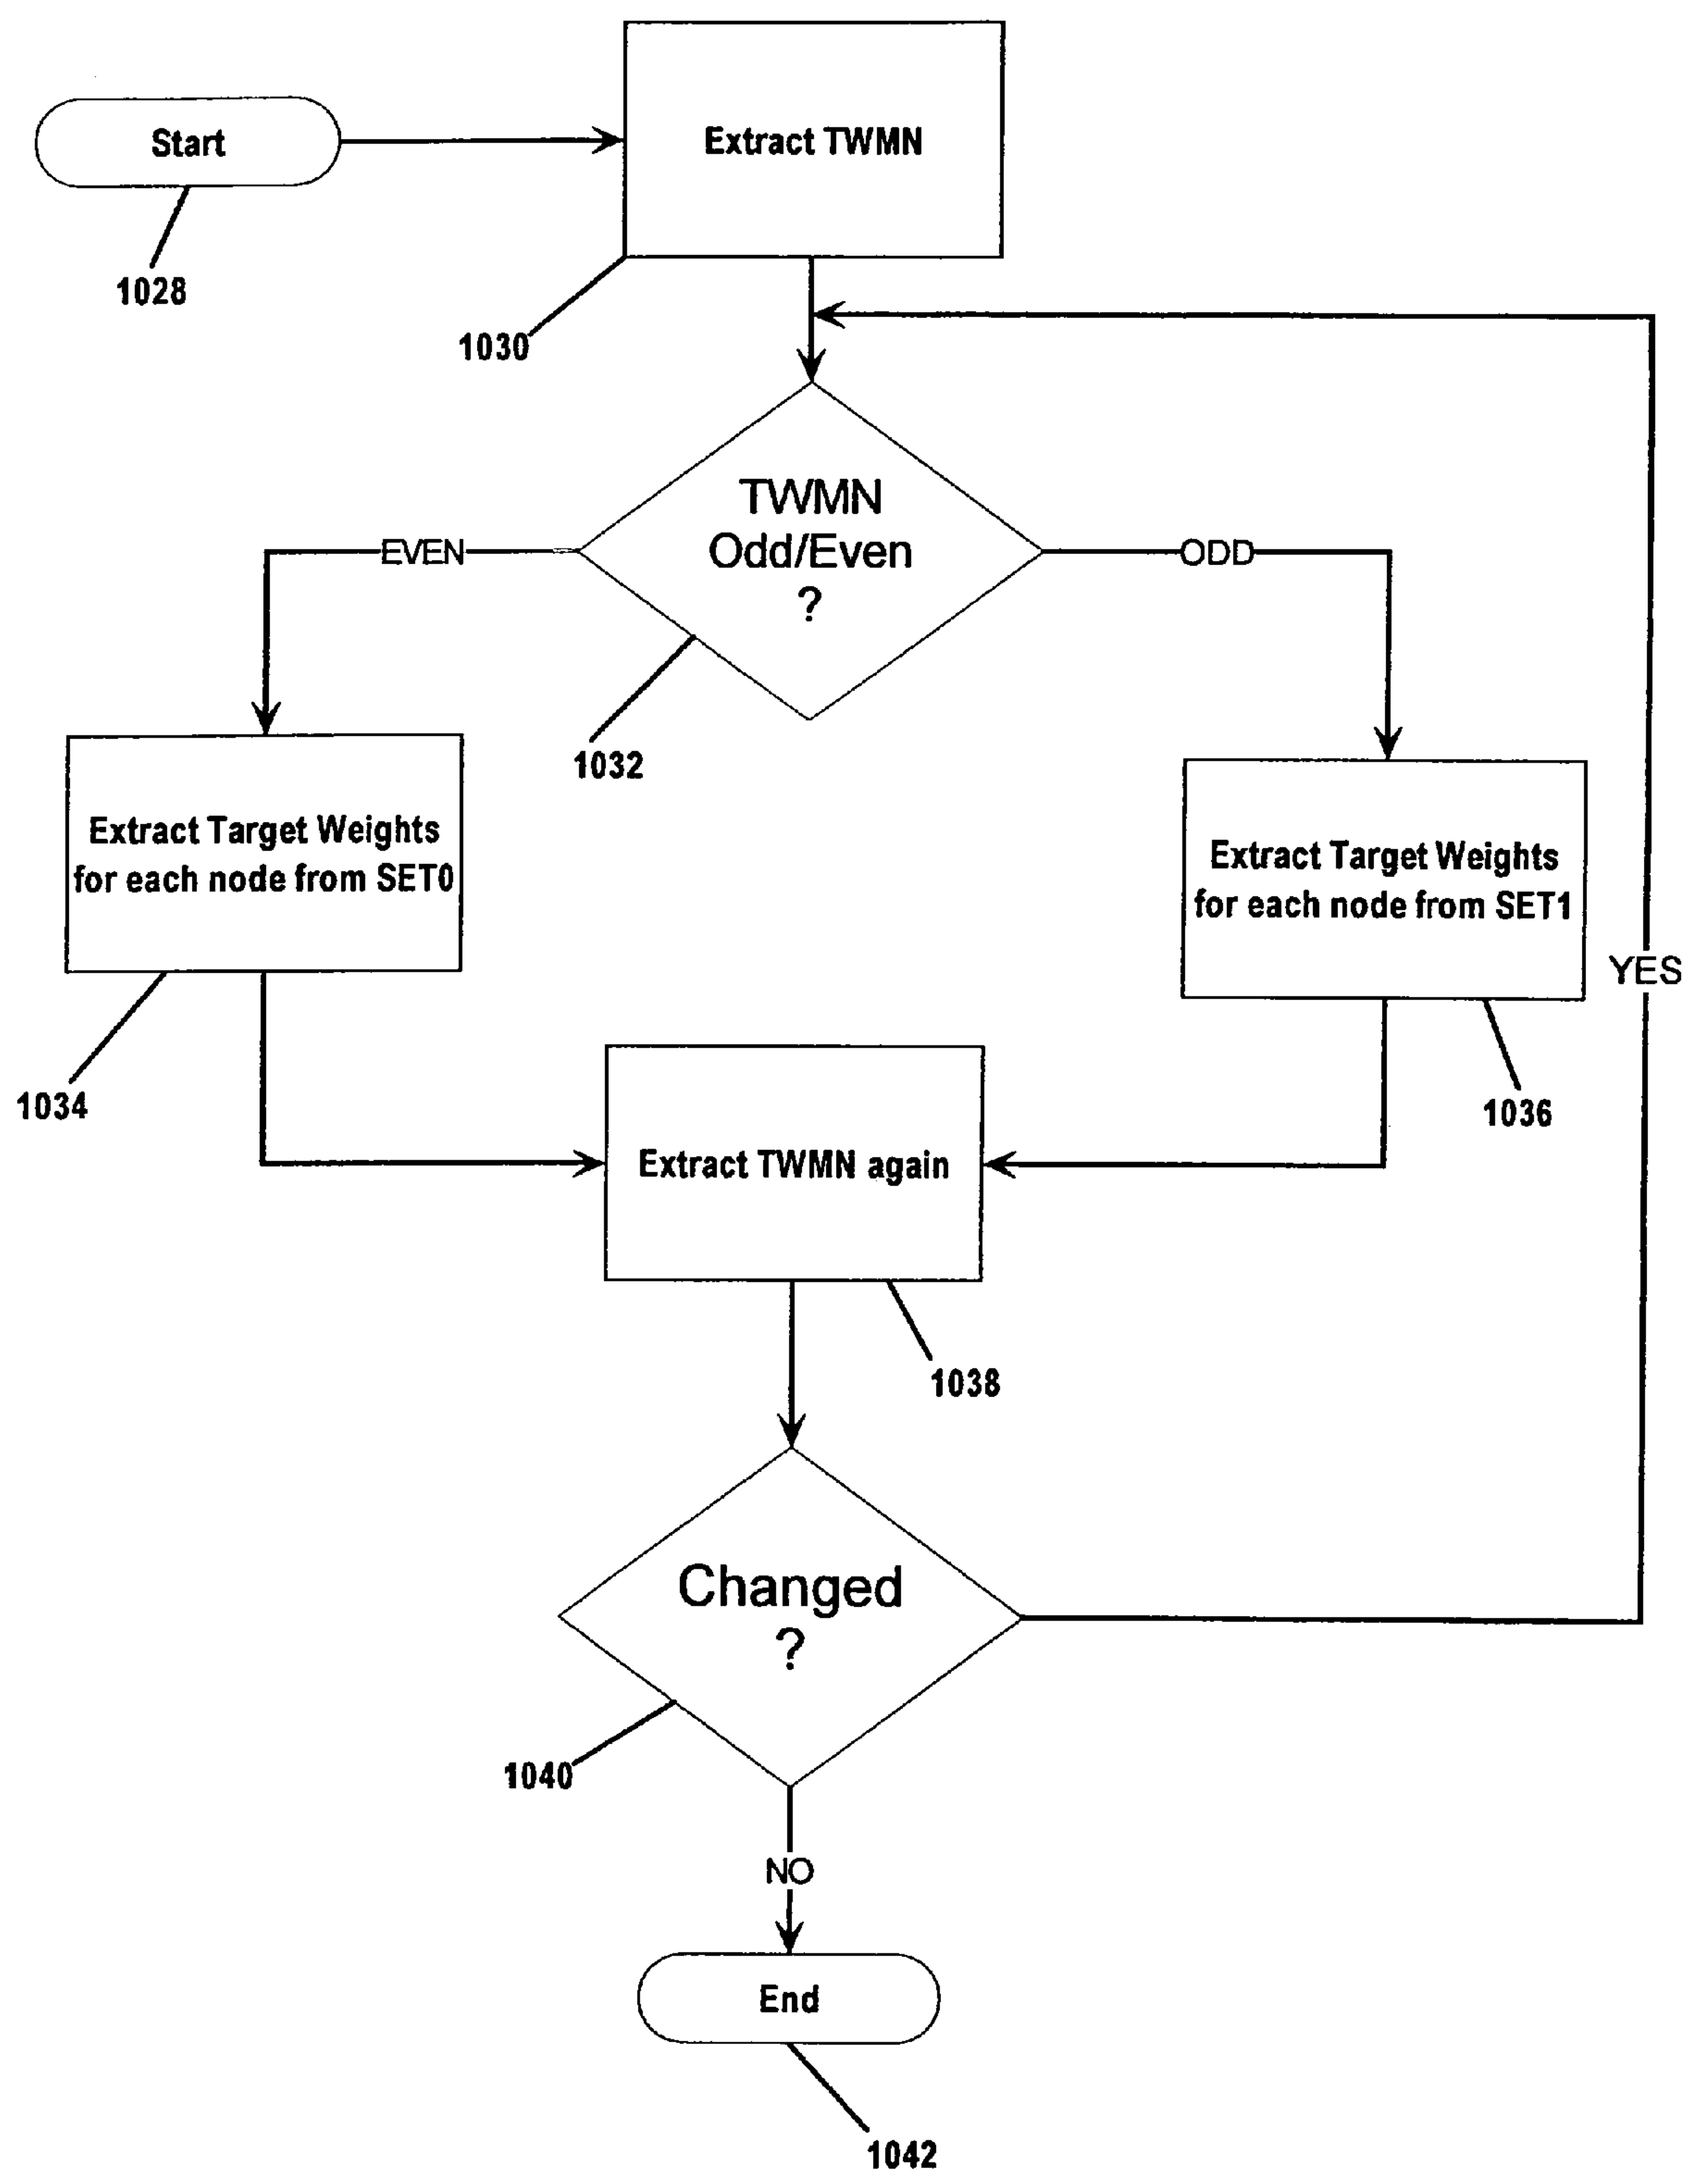 Start
Extract TWMN
1028
1030
TWMN
Odd/Even
?
EVEN
ODD
1032
Extract Target Weights
for each node from SET0
Extract Target Weights
for each node from SET1
YES
1034
1036
Extract TWMN again
1038
Changed
?
1040
NO
End
1042